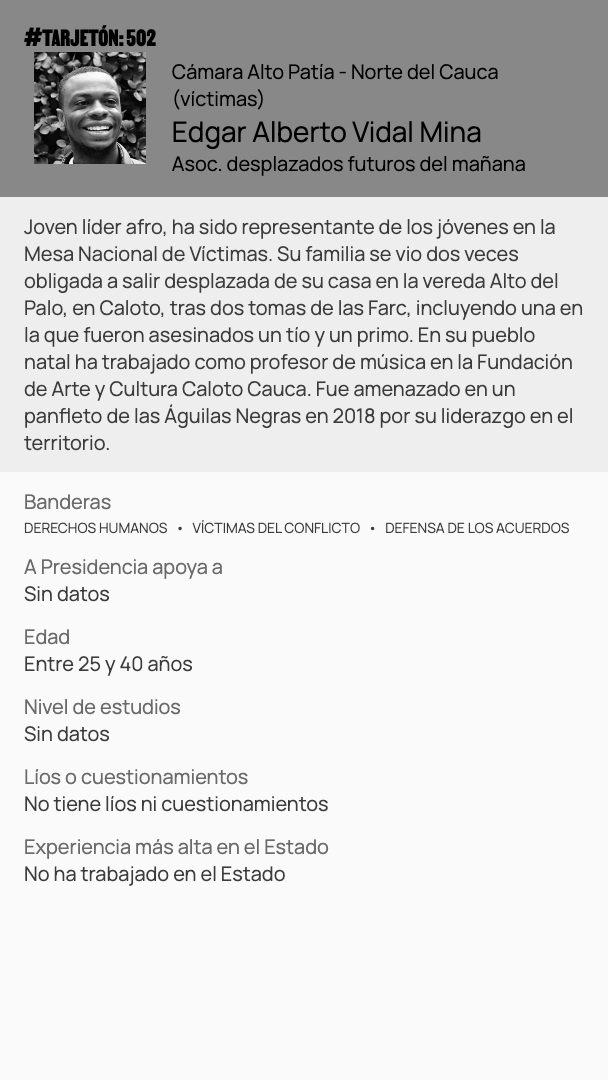 #TARJETÓN: 502
Cámara Alto Patía - Norte del Cauca
(víctimas)
Edgar Alberto Vidal Mina
Asoc. desplazados futuros del mañana
Joven líder afro, ha sido representante de los jóvenes en la
Mesa Nacional de Víctimas. Su familia se vio dos veces
obligada a salir desplazada de su casa en la vereda Alto del
Palo, en Caloto, tras dos tomas de las Farc, incluyendo una en
la que fueron asesinados un tío y un primo. En su pueblo
natal ha trabajado como profesor de música en la Fundación
de Arte y Cultura Caloto Cauca. Fue amenazado en un
panfleto de las Águilas Negras en 2018 por su liderazgo en el
territorio.
Banderas
DERECHOS HUMANOS • VÍCTIMAS DEL CONFLICTO • DEFENSA DE LOS ACUERDOS
A Presidencia apoya a
Sin datos
Edad
Entre 25 y 40 años
Nivel de estudios
Sin datos
Líos o cuestionamientos
No tiene líos ni cuestionamientos
Experiencia más alta en el Estado
No ha trabajado en el Estado